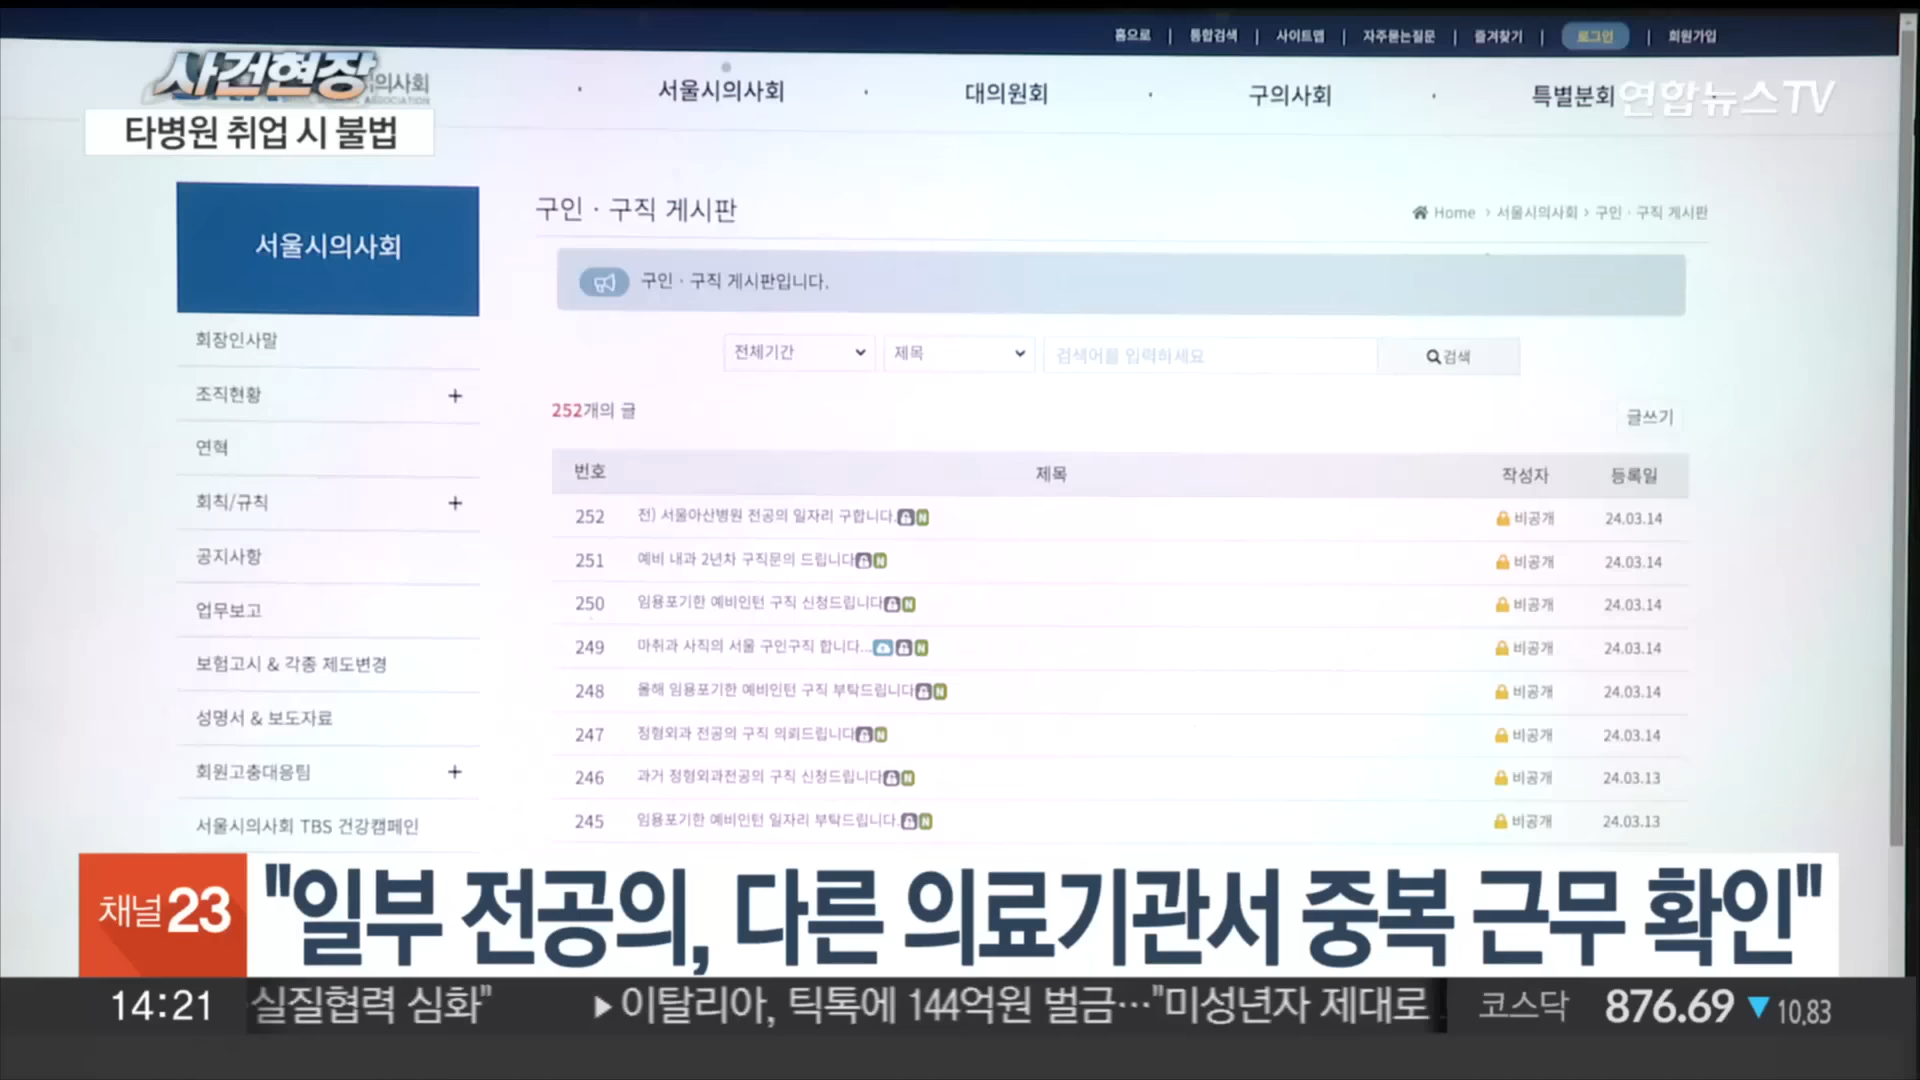 홈으로 | 통합검색 | 사이트맵 | 자주묻는질문 | 즐겨찾기 | 로그인 | 회원가입
사건현장
의사회
ASSOCIATION
서울시의사회 대의원회 구의사회 특별분회
연합뉴스TV
타병원 취업 시 불법
서울시의사회
회장인사말
조직현황 +
연혁
회칙/규칙 +
공지사항
업무보고
보험고시 & 각종 제도변경
성명서 & 보도자료
회원고충대응팀 +
서울시의사회 TBS 건강캠페인
구인 · 구직 게시판
Home > 서울시의사회 > 구인 · 구직 게시판
구인 · 구직 게시판입니다.
전체기간 제목 검색어를 입력하세요 검색
252개의 글
글쓰기
번호 제목 작성자 등록일
252 전) 서울아산병원 전공의 일자리 구합니다. N 비공개 24.03.14
251 예비 내과 2년차 구직문의 드립니다 N 비공개 24.03.14
250 임용포기한 예비인턴 구직 신청드립니다 N 비공개 24.03.14
249 마취과 사직의 서울 구인구직 합니다... N 비공개 24.03.14
248 올해 임용포기한 예비인턴 구직 부탁드립니다 N 비공개 24.03.14
247 정형외과 전공의 구직 의뢰드립니다 N 비공개 24.03.14
246 과거 정형외과전공의 구직 신청드립니다 N 비공개 24.03.13
245 임용포기한 예비인턴 일자리 부탁드립니다. N 비공개 24.03.13
채널23
"일부 전공의, 다른 의료기관서 중복 근무 확인"
14:21 실질협력 심화" ▶이탈리아, 틱톡에 144억원 벌금…"미성년자 제대로 코스닥 876.69 ▼ 10.83